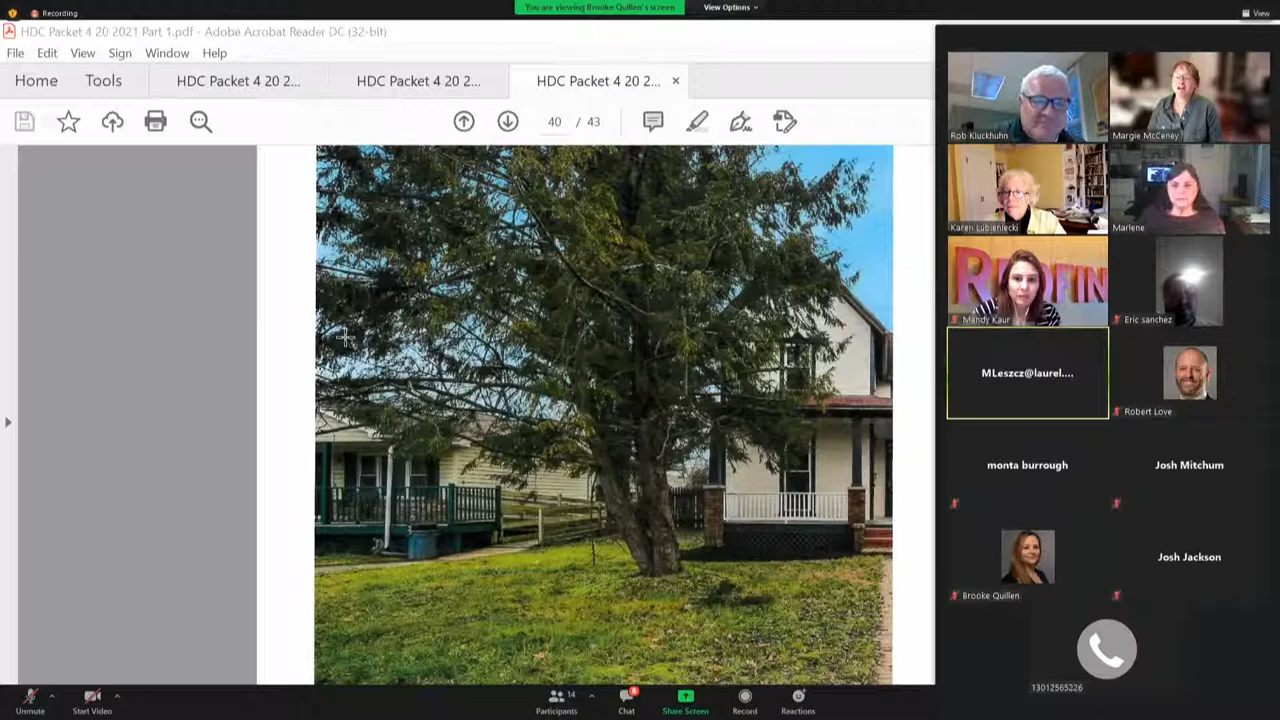 Recording
You are viewing Brooke Quillen's screen
View Options
View
HDC Packet 4 20 2021 Part 1.pdf - Adobe Acrobat Reader DC (32-bit)
File Edit View Sign Window Help
Home Tools HDC Packet 4 20 2... HDC Packet 4 20 2... HDC Packet 4 20 2...
40 / 43
Rob Kluckhuhn
Margie McCeney
Karen Lubieniecki
Marlene
REDFIN
Mandy Kaur
Eric sanchez
MLeszcz@laurel....
Robert Love
monta burrough
Josh Mitchum
Brooke Quillen
Josh Jackson
13012565226
Unmute
Start Video
14
Participants
8
Chat
Share Screen
Record
Reactions